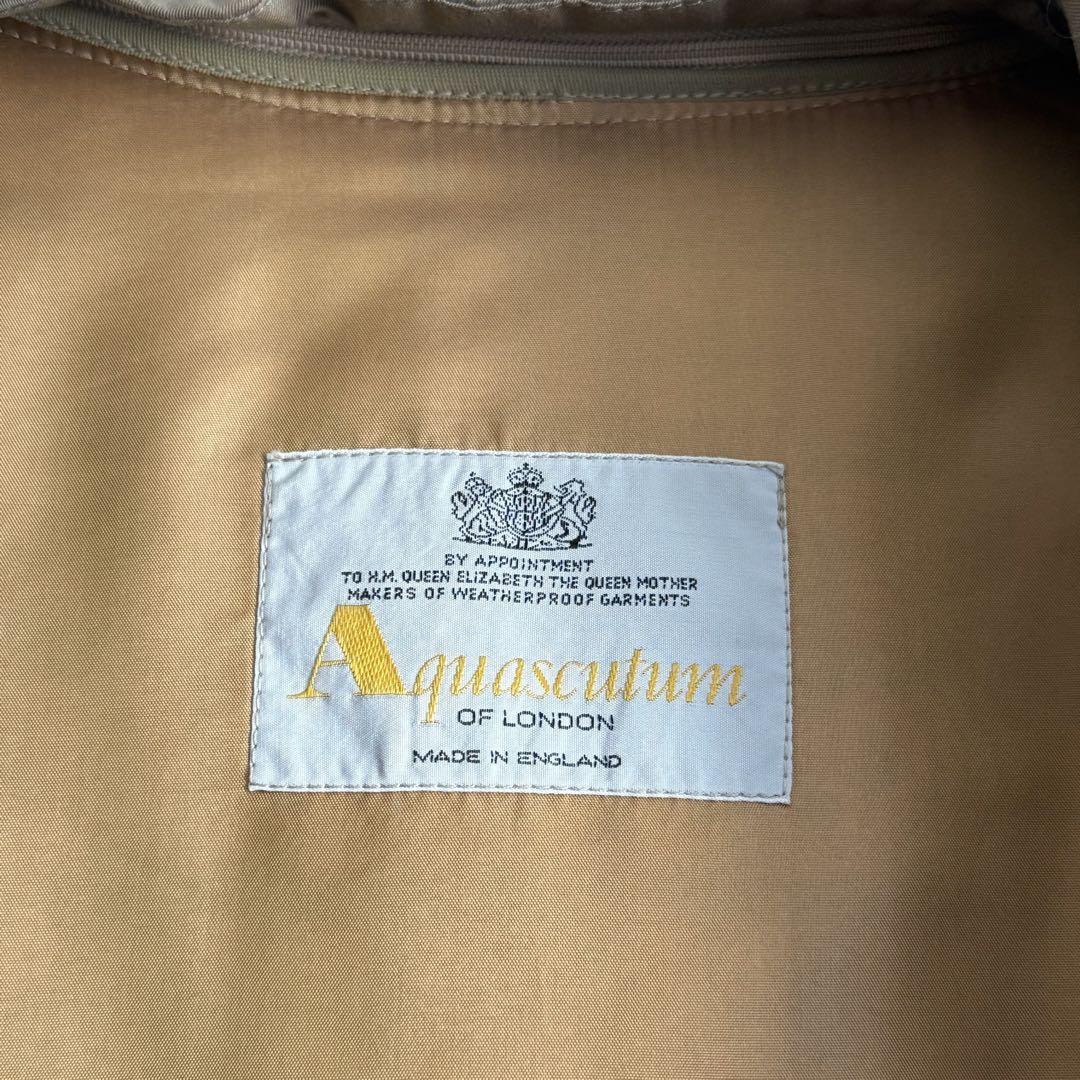 BY APPOINTMENT
TO H.M. QUEEN ELIZABETH THE QUEEN MOTHER
MAKERS OF WEATHERPROOF GARMENTS
Aquascutum
OF LONDON
MADE IN ENGLAND